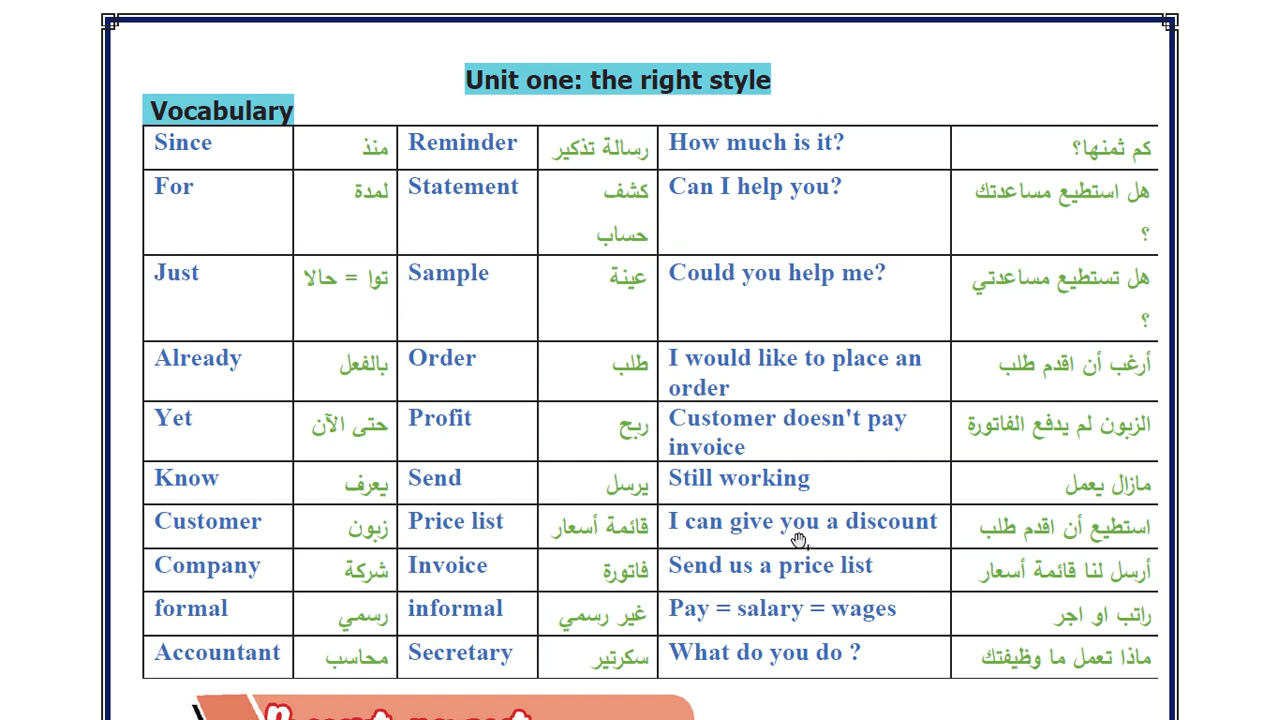 Unit one: the right style
Vocabulary
Since منذ Reminder رسالة تذكير How much is it? كم ثمنها؟
For لمدة Statement كشف Can I help you? هل استطيع مساعدتك
حساب ؟
Just توا = حالا Sample عينة Could you help me? هل تستطيع مساعدتي
؟
Already بالفعل Order طلب I would like to place an أرغب أن اقدم طلب
order
Yet حتى الآن Profit ربح Customer doesn't pay الزبون لم يدفع الفاتورة
invoice
Know يعرف Send يرسل Still working مازال يعمل
Customer زبون Price list قائمة أسعار I can give you a discount استطيع أن اقدم طلب
Company شركة Invoice فاتورة Send us a price list أرسل لنا قائمة أسعار
formal رسمي informal غير رسمي Pay = salary = wages راتب او اجر
Accountant محاسب Secretary سكرتير What do you do ? ماذا تعمل ما وظيفتك